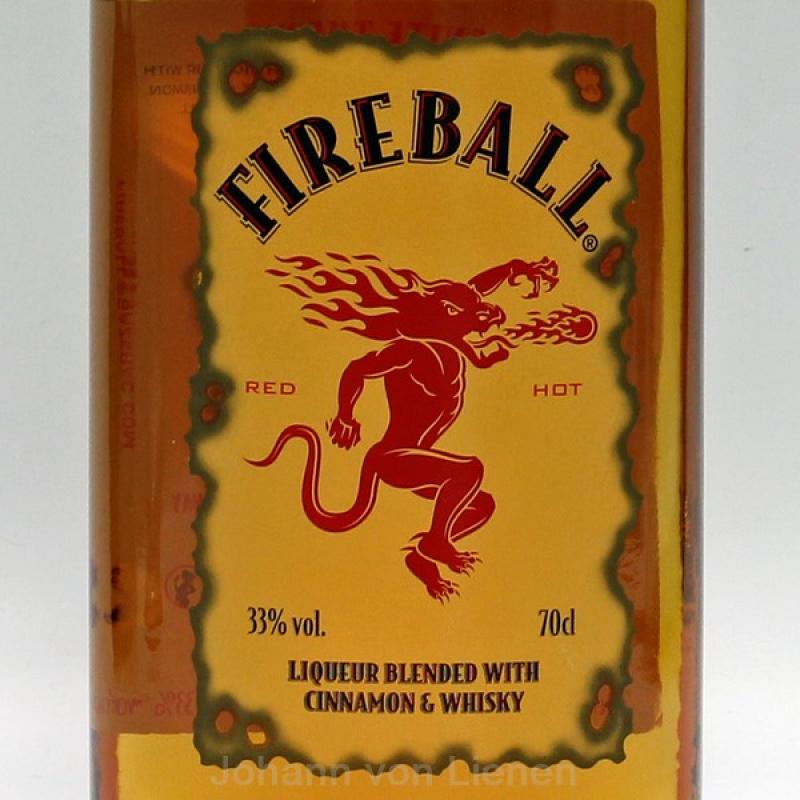 FIREBALL®
RED HOT
33% vol. 70cl
LIQUEUR BLENDED WITH
CINNAMON & WHISKY
Johann von Lienen